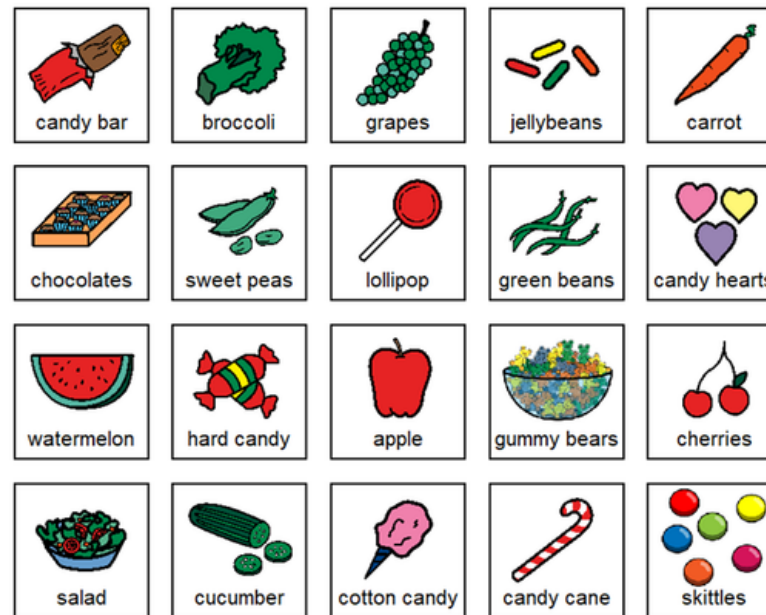 candy bar
broccoli
grapes
jellybeans
carrot
chocolates
sweet peas
lollipop
green beans
candy hearts
watermelon
hard candy
apple
gummy bears
cherries
salad
cucumber
cotton candy
candy cane
skittles